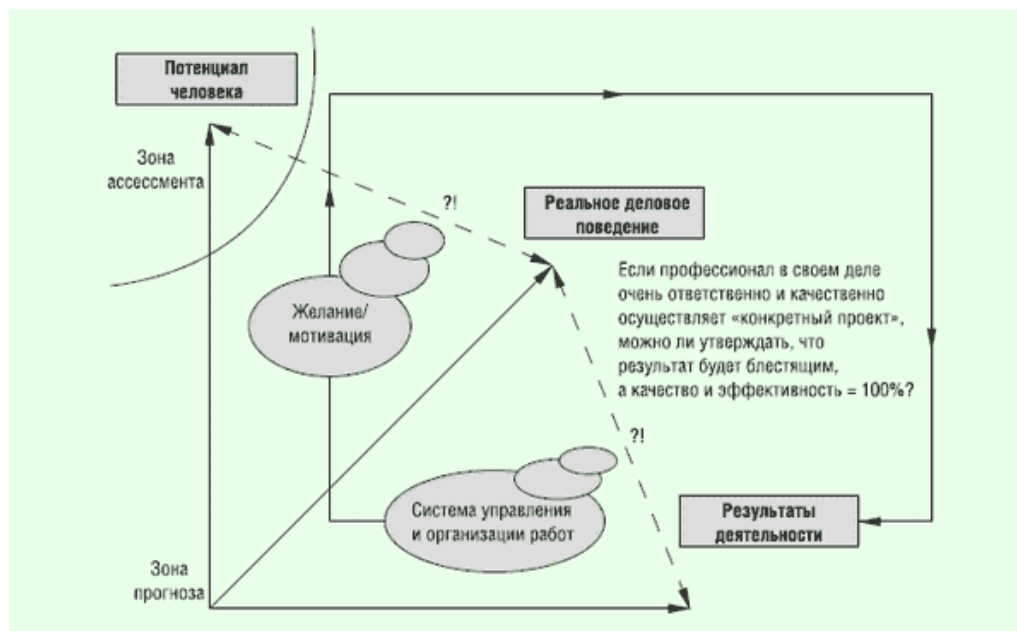 Потенциал
человека
Зона
ассессмента
?!
Реальное деловое
поведение
Если профессионал в своем деле
очень ответственно и качественно
осуществляет «конкретный проект»,
можно ли утверждать, что
результат будет блестящим,
а качество и эффективность = 100%?
Желание/
мотивация
?!
Система управления
и организации работ
Результаты
деятельности
Зона
прогноза